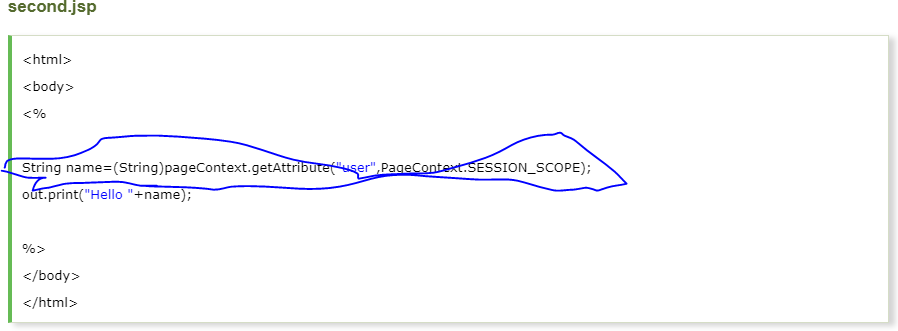 second.jsp
<html>
<body>
<%
String name=(String)pageContext.getAttribute("user",PageContext.SESSION_SCOPE);
out.print("Hello "+name);
%>
</body>
</html>